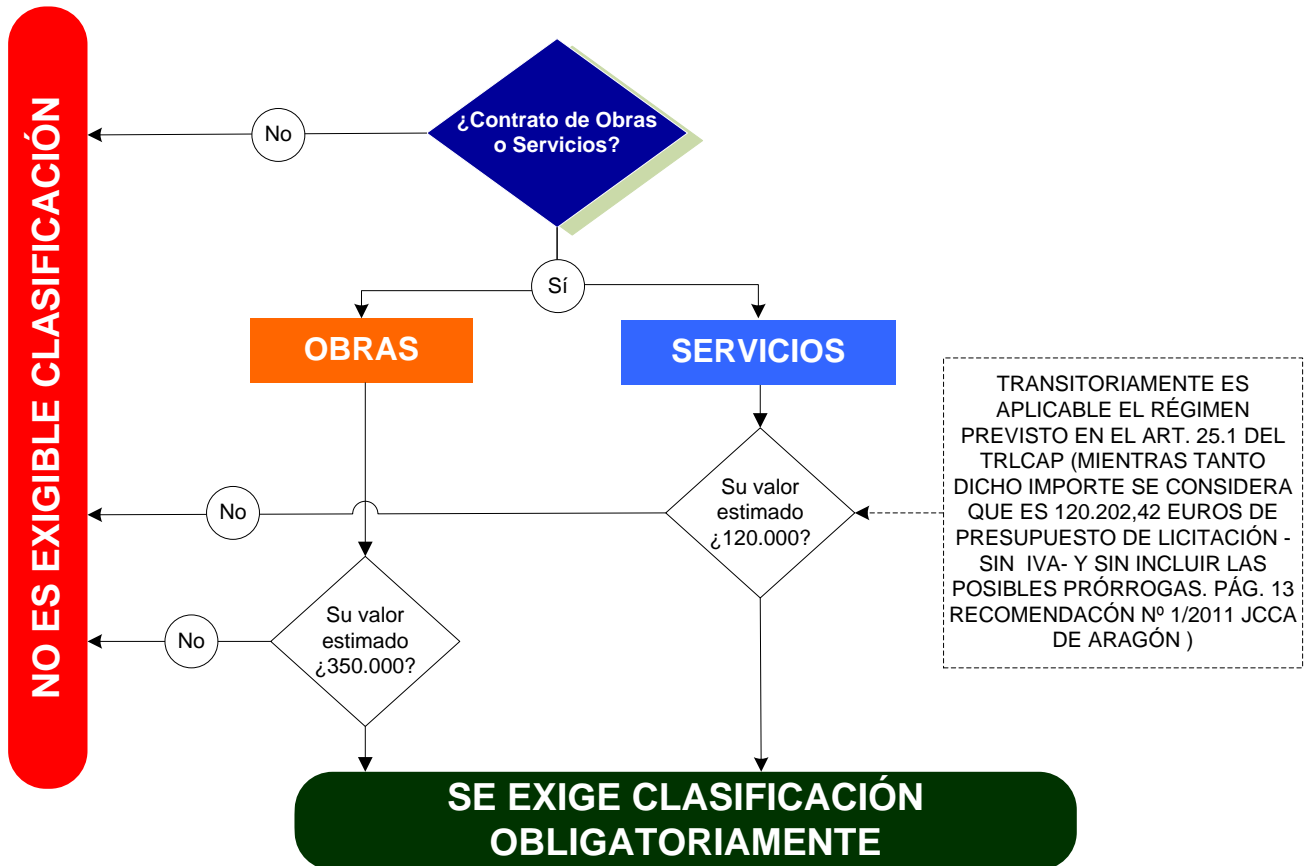 NO ES EXIGIBLE CLASIFICACIÓN
¿Contrato de Obras
o Servicios?
No
Sí
OBRAS
SERVICIOS
TRANSITORIAMENTE ES
APLICABLE EL RÉGIMEN
PREVISTO EN EL ART. 25.1 DEL
TRLCAP (MIENTRAS TANTO
DICHO IMPORTE SE CONSIDERA
QUE ES 120.202,42 EUROS DE
PRESUPUESTO DE LICITACIÓN -
SIN IVA- Y SIN INCLUIR LAS
POSIBLES PRÓRROGAS. PÁG. 13
RECOMENDACÓN Nº 1/2011 JCCA
DE ARAGÓN )
Su valor
estimado
¿120.000?
No
Su valor
estimado
¿350.000?
No
SE EXIGE CLASIFICACIÓN
OBLIGATORIAMENTE